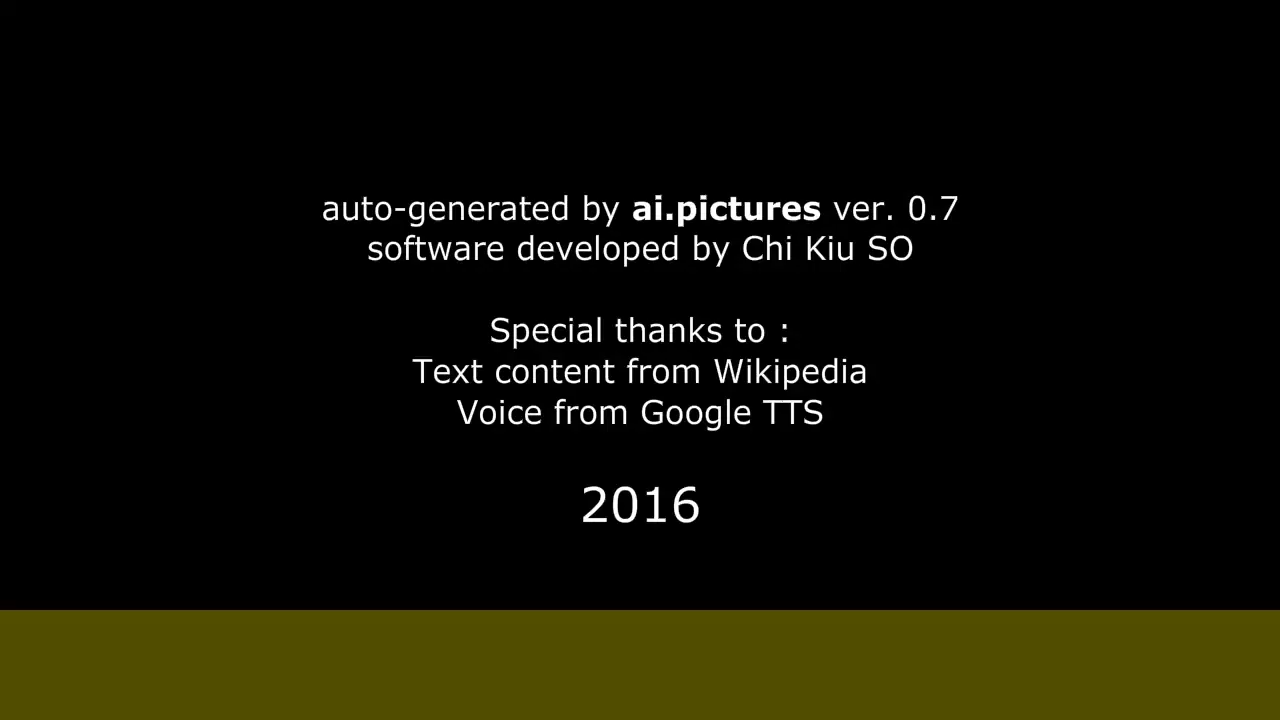 auto-generated by ai.pictures ver. 0.7
software developed by Chi Kiu SO
Special thanks to :
Text content from Wikipedia
Voice from Google TTS
2016